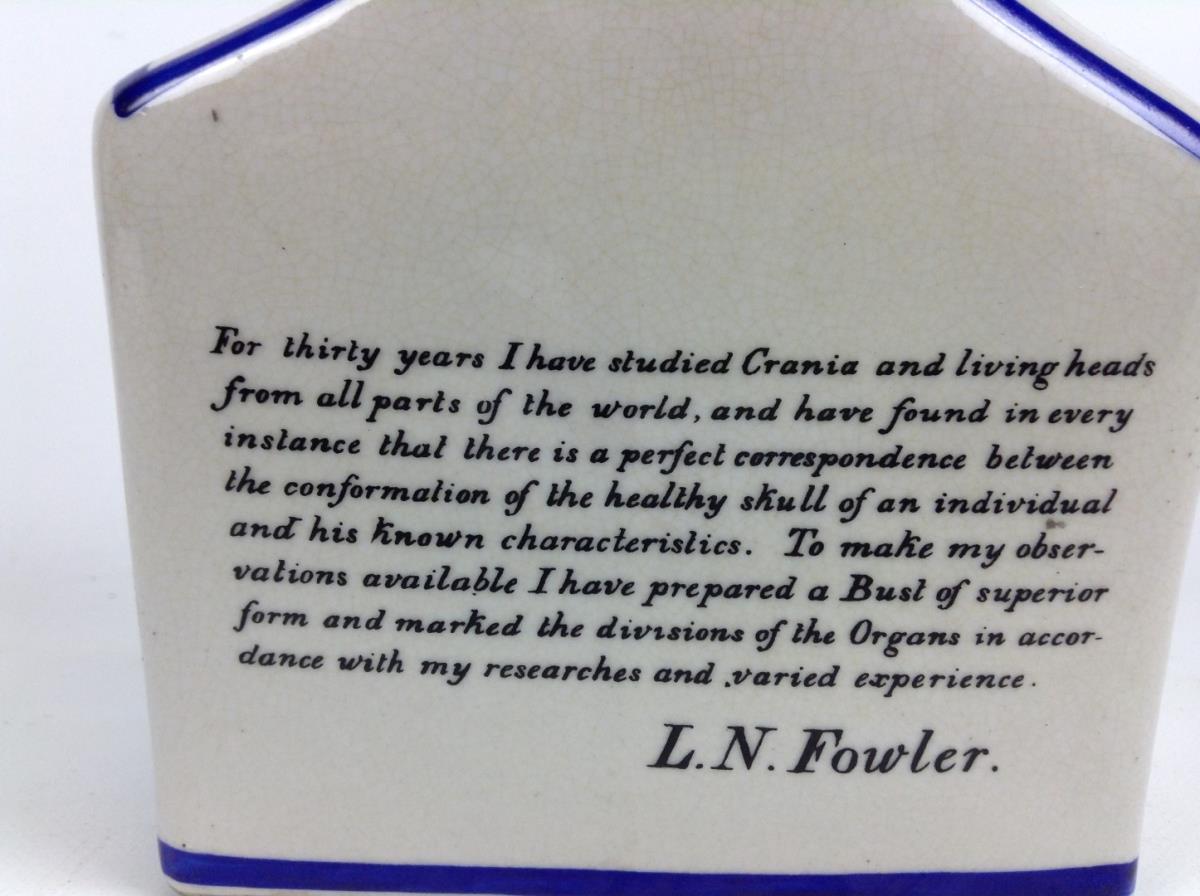 For thirty years I have studied Crania and living heads
from all parts of the world, and have found in every
instance that there is a perfect correspondence between
the conformation of the healthy skull of an individual
and his known characteristics. To make my obser-
vations available I have prepared a Bust of superior
form and marked the divisions of the Organs in accor-
dance with my researches and varied experience.
L.N. Fowler.